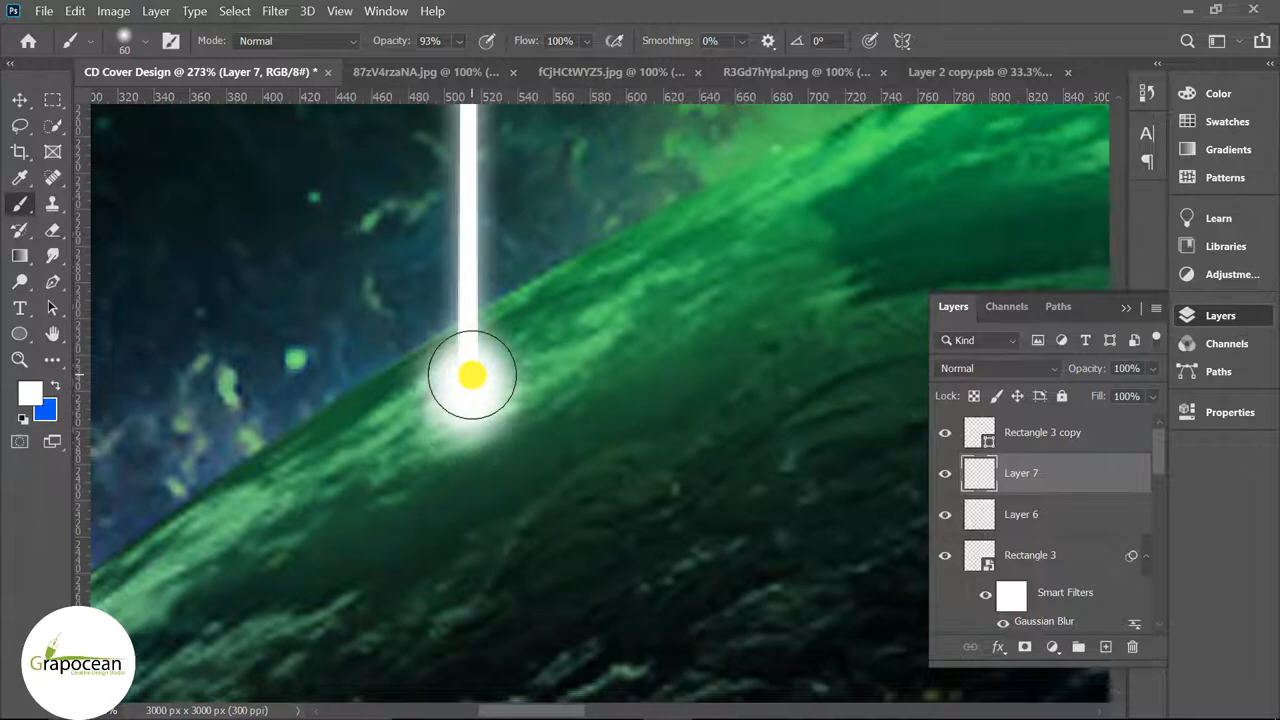 Ps File Edit Image Layer Type Select Filter 3D View Window Help
60 Mode: Normal Opacity: 93% Flow: 100% Smoothing: 0% 0°
CD Cover Design @ 273% (Layer 7, RGB/8#) * × 87zV4rzaNA.jpg @ 100% (... × fCjHCtWYZ5.jpg @ 100% (... × R3Gd7hYpsl.png @ 100% (... × Layer 2 copy.psb @ 33.3%... ×
320 340 360 380 400 420 440 460 480 500 520 540 560 580 600 620 640 660 680 700 720 740 760 780 800 820 840
Color
Swatches
Gradients
Patterns
Learn
Libraries
Adjustme...
Layers
Channels
Paths
Properties
Layers Channels Paths
Kind
Normal Opacity: 100%
Lock: Fill: 100%
Rectangle 3 copy
Layer 7
Layer 6
Rectangle 3
Smart Filters
Gaussian Blur
fx
Grapocean
Creative Design Studio
3000 px x 3000 px (300 ppi)